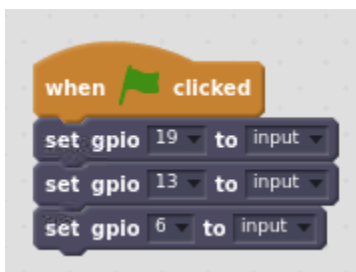 when clicked
set gpio 19 to input
set gpio 13 to input
set gpio 6 to input